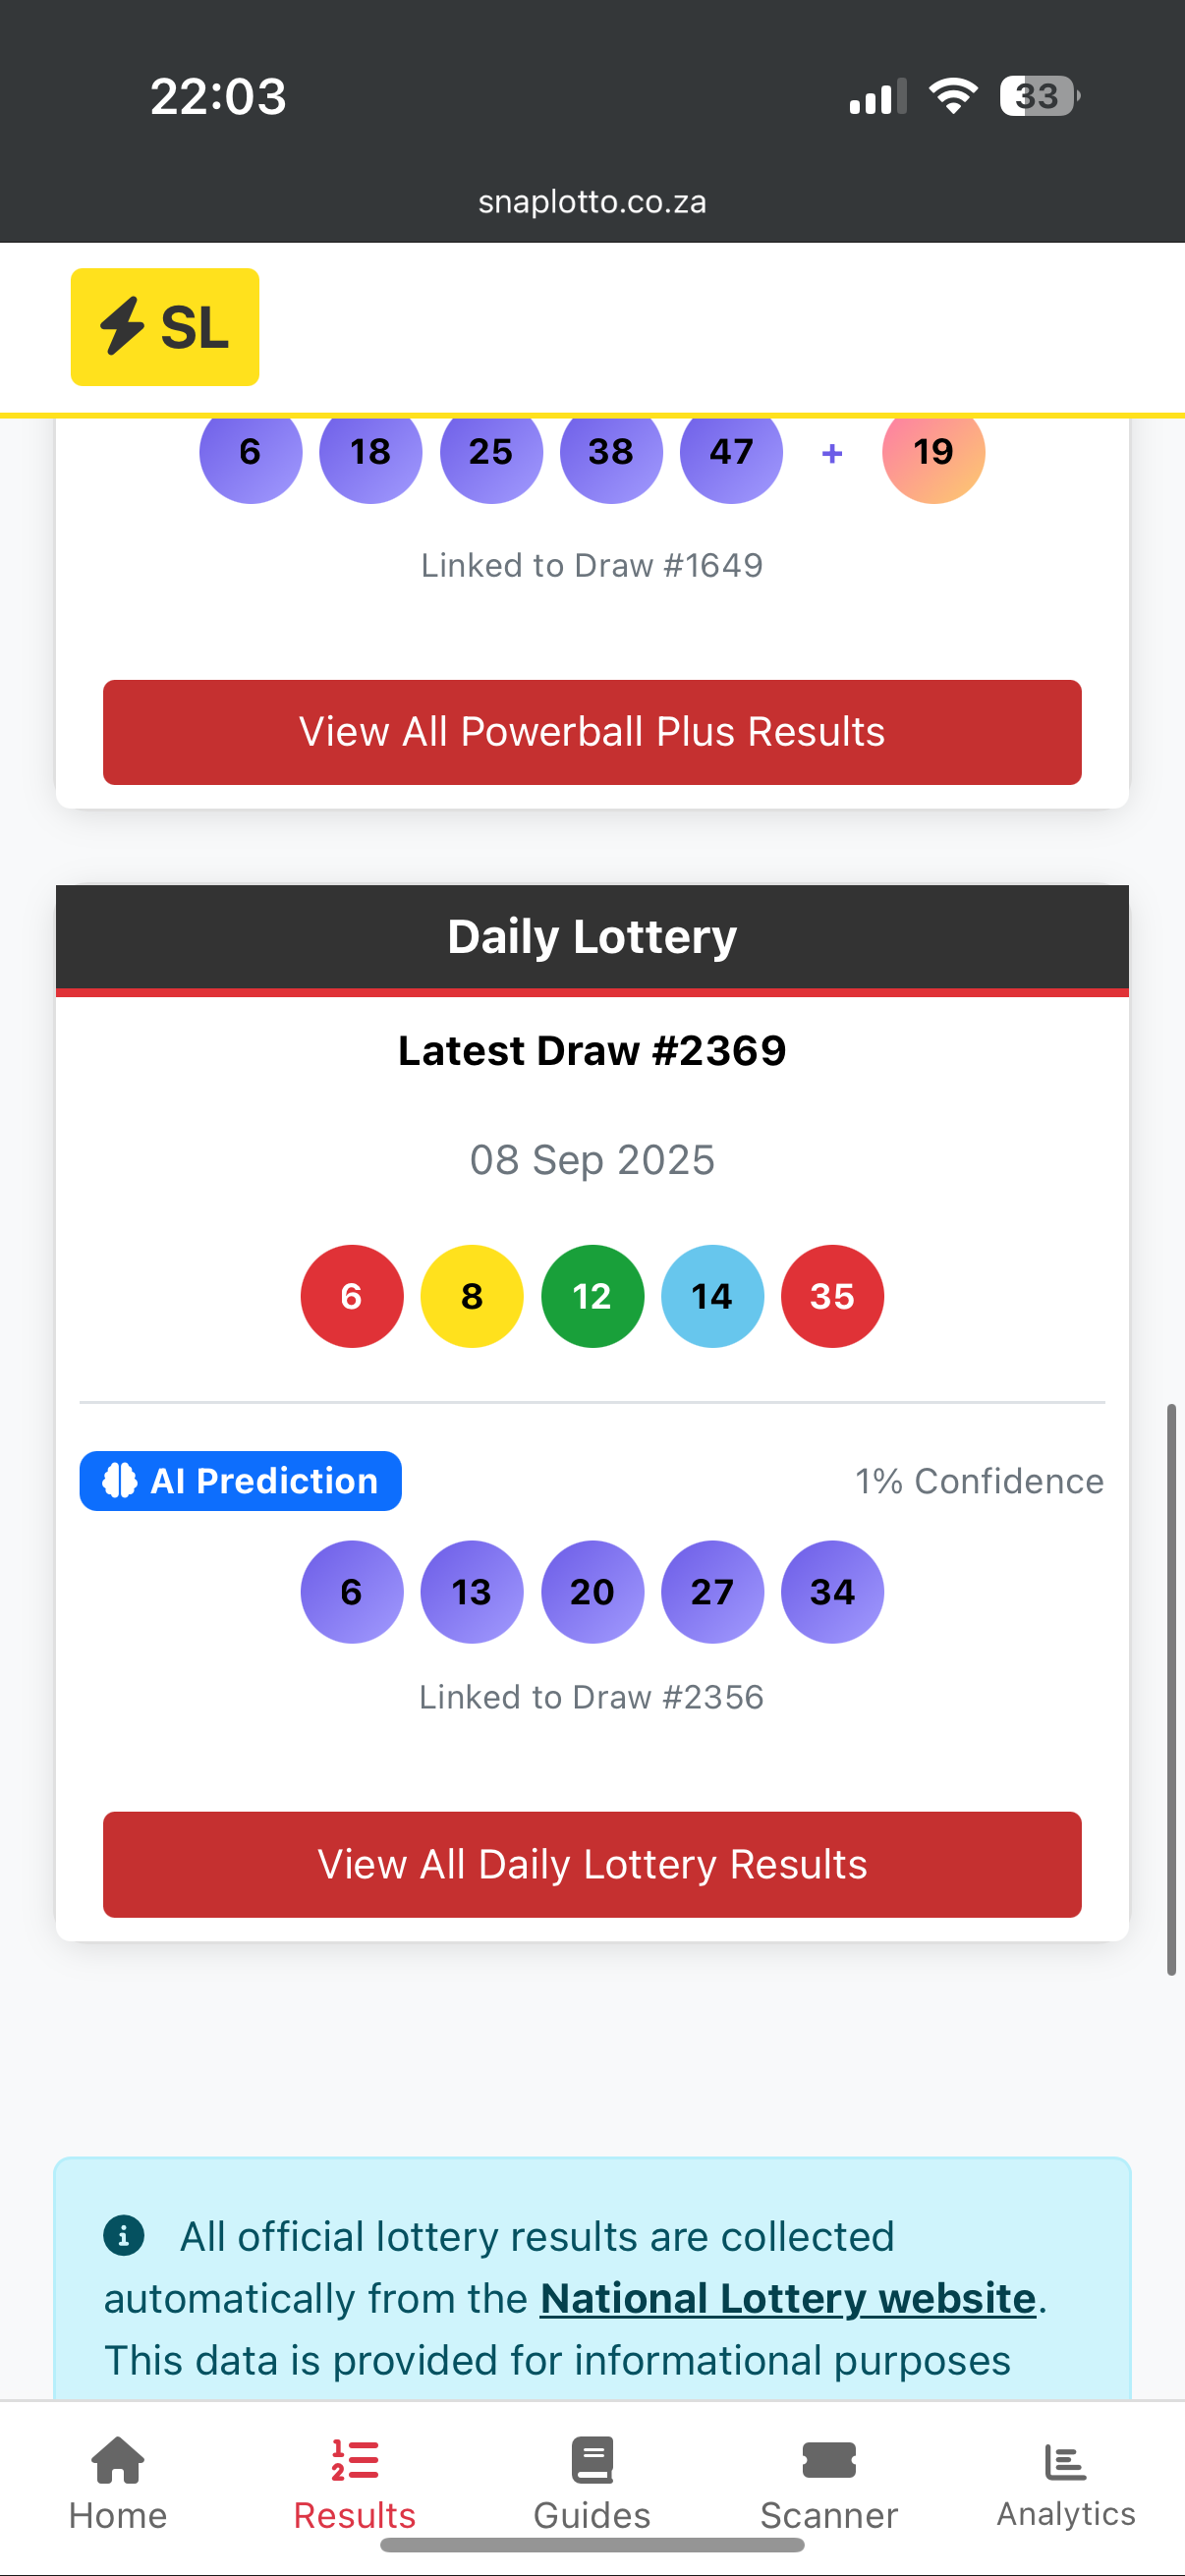 22:03
33
snaplotto.co.za
SL
6 18 25 38 47 + 19
Linked to Draw #1649
View All Powerball Plus Results
Daily Lottery
Latest Draw #2369
08 Sep 2025
6 8 12 14 35
AI Prediction 1% Confidence
6 13 20 27 34
Linked to Draw #2356
View All Daily Lottery Results
All official lottery results are collected
automatically from the National Lottery website.
This data is provided for informational purposes
Home Results Guides Scanner Analytics